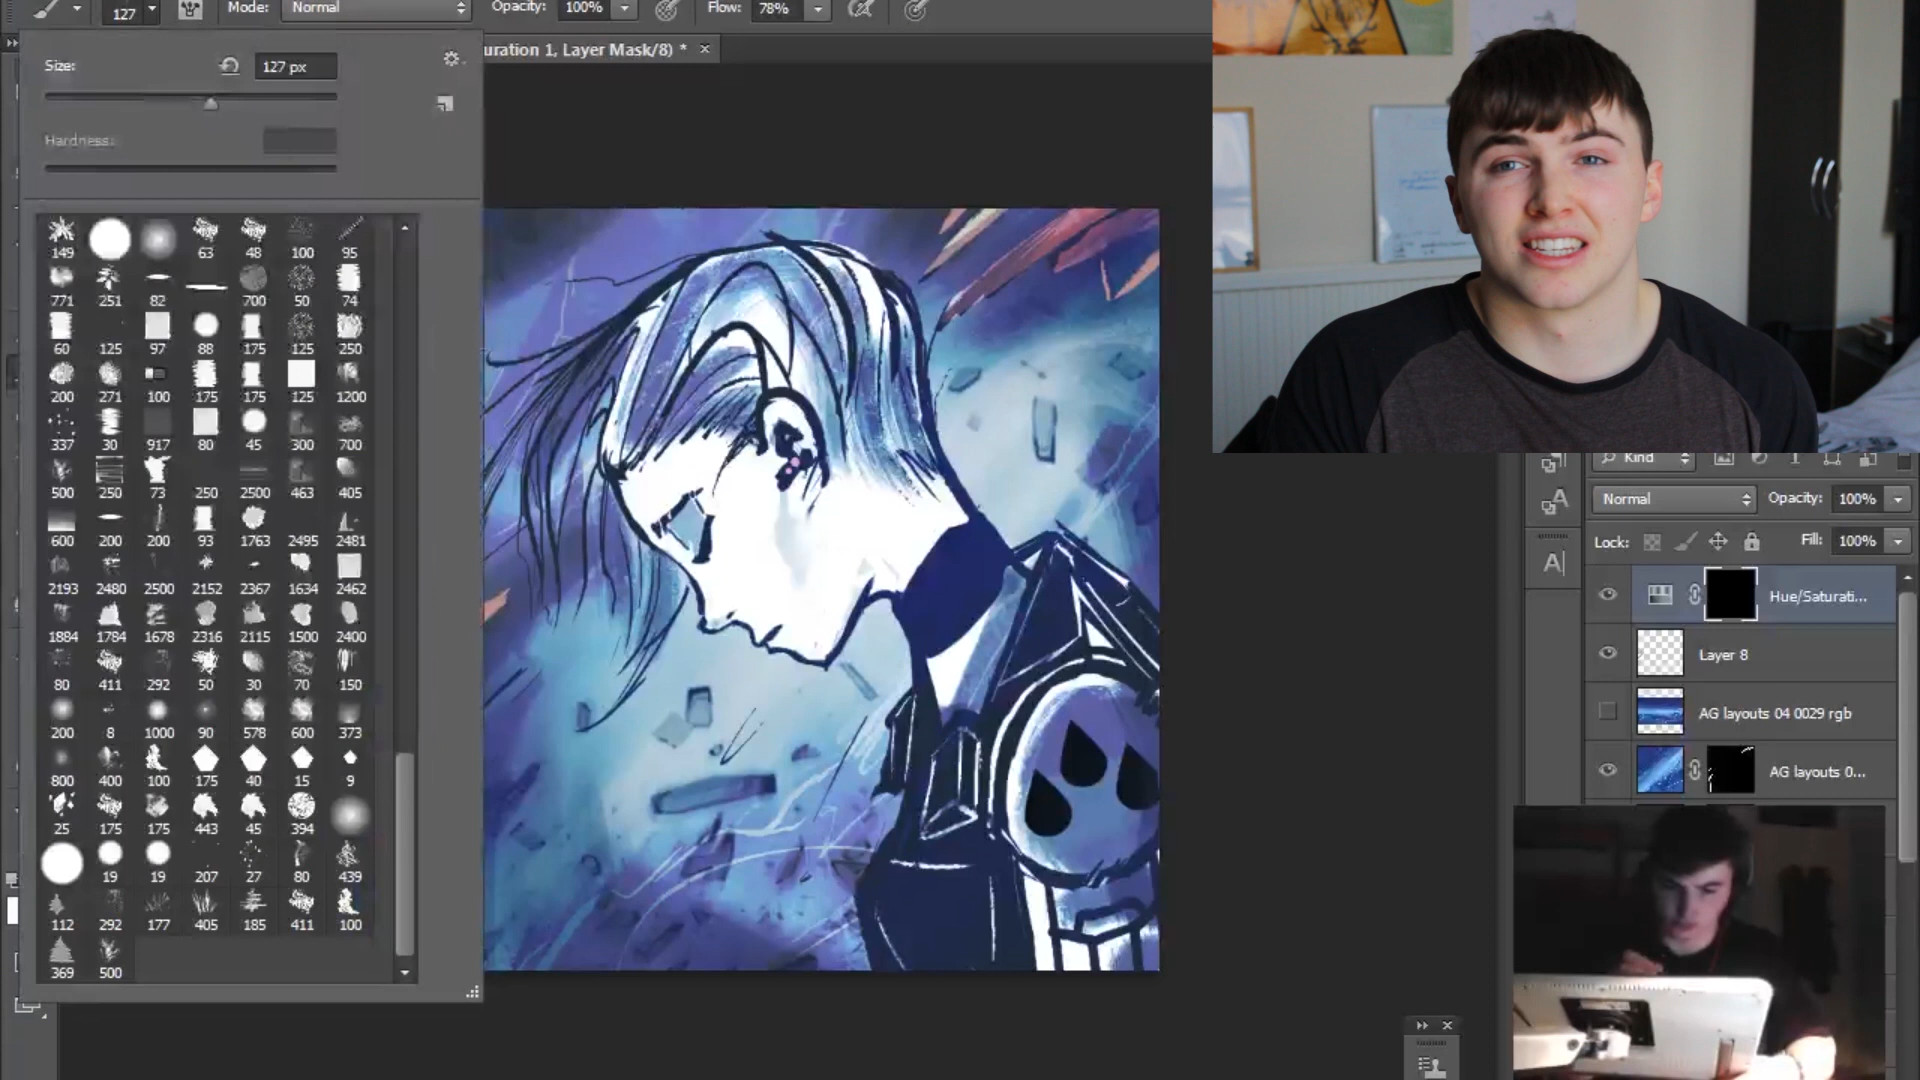 127 Mode: Normal Opacity: 100% Flow: 78%
uration 1, Layer Mask/8) * ×
Size: 127 px
Hardness:
149 63 48 100 95
771 251 82 700 50 74
60 125 97 88 175 125 250
200 271 100 175 175 125 1200
337 30 917 80 45 300 700
500 250 73 250 2500 463 405
600 200 200 93 1763 2495 2481
2193 2480 2500 2152 2367 1634 2462
1884 1784 1678 2316 2115 1500 2400
80 411 292 50 30 70 150
200 8 1000 90 578 600 373
800 400 100 175 40 15 9
25 175 175 443 45 394
19 19 207 27 80 439
112 292 177 405 185 411 100
369 500
Kind
Normal Opacity: 100%
Lock: Fill: 100%
Hue/Saturati...
Layer 8
AG layouts 04 0029 rgb
AG layouts 0...